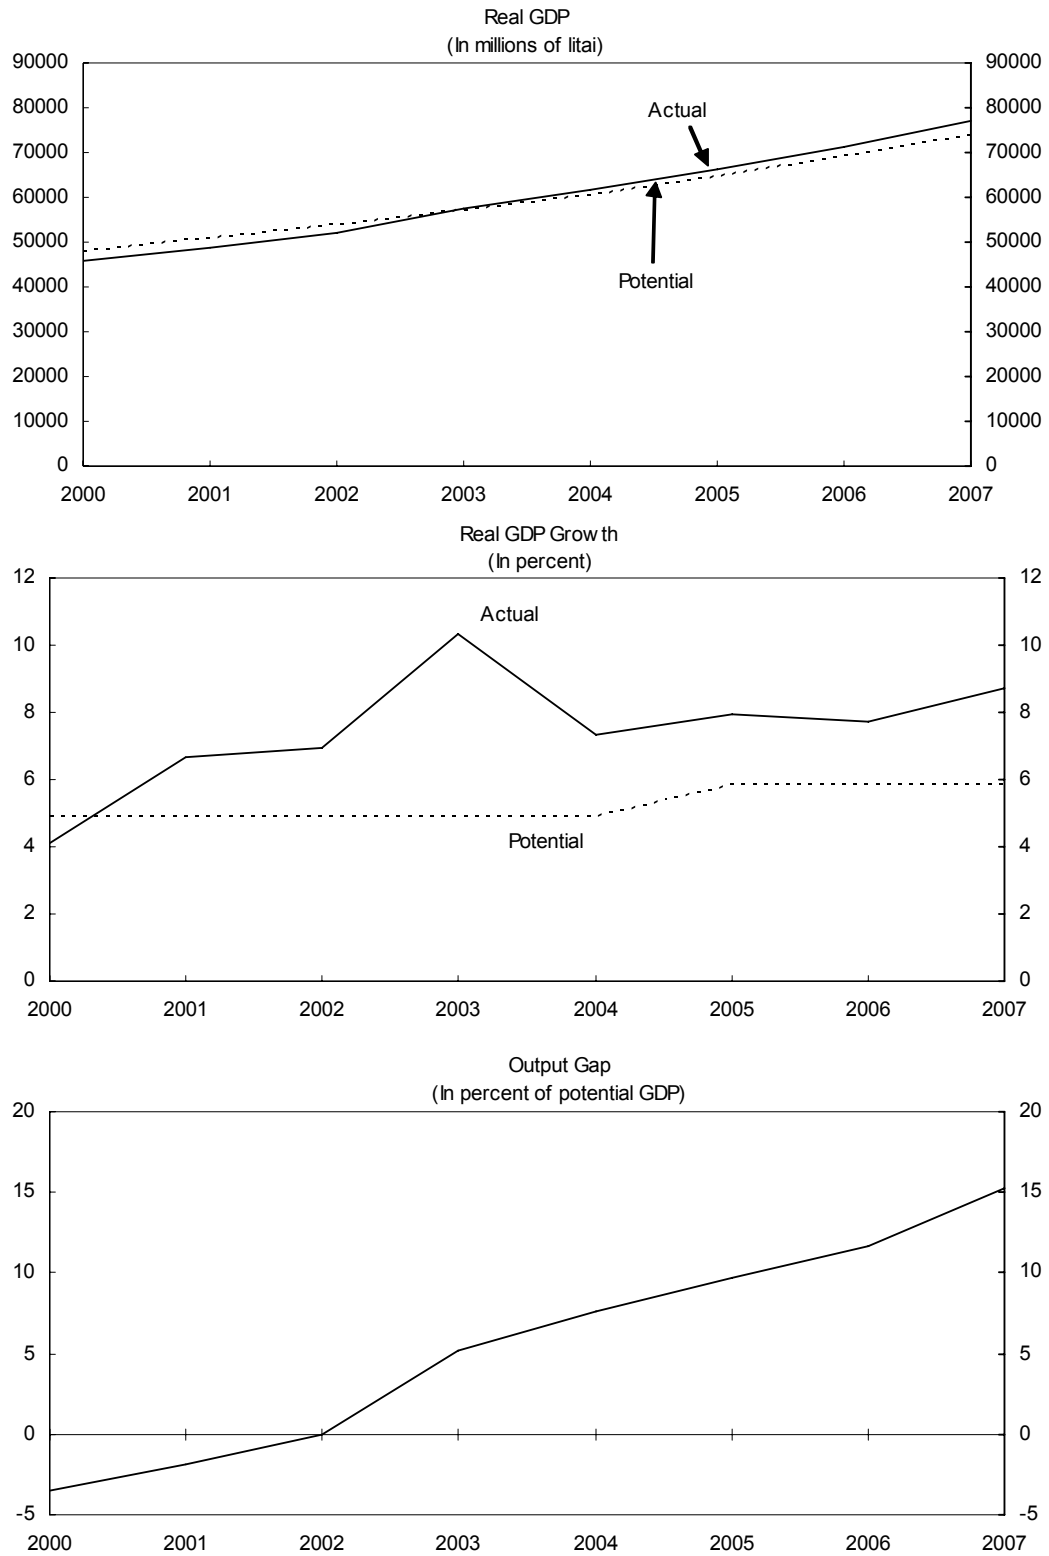 Real GDP
(In millions of litai)
90000 90000
80000 80000
Actual
70000 70000
60000 60000
50000 50000
Potential
40000 40000
30000 30000
20000 20000
10000 10000
0 0
2000 2001 2002 2003 2004 2005 2006 2007
Real GDP Growth
(In percent)
12 12
Actual
10 10
8 8
6 6
Potential
4 4
2 2
0 0
2000 2001 2002 2003 2004 2005 2006 2007
Output Gap
(In percent of potential GDP)
20 20
15 15
10 10
5 5
0 0
-5 -5
2000 2001 2002 2003 2004 2005 2006 2007